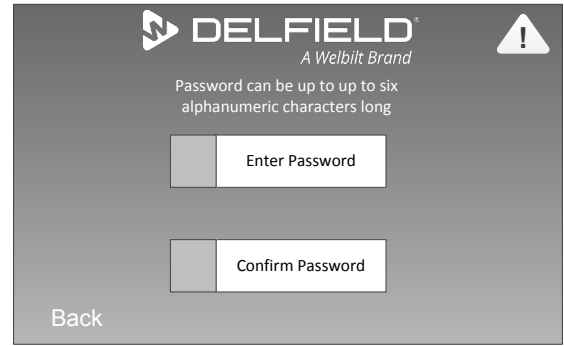 DELFIELD®
A Welbilt Brand
!
Password can be up to up to six
alphanumeric characters long
Enter Password
Confirm Password
Back